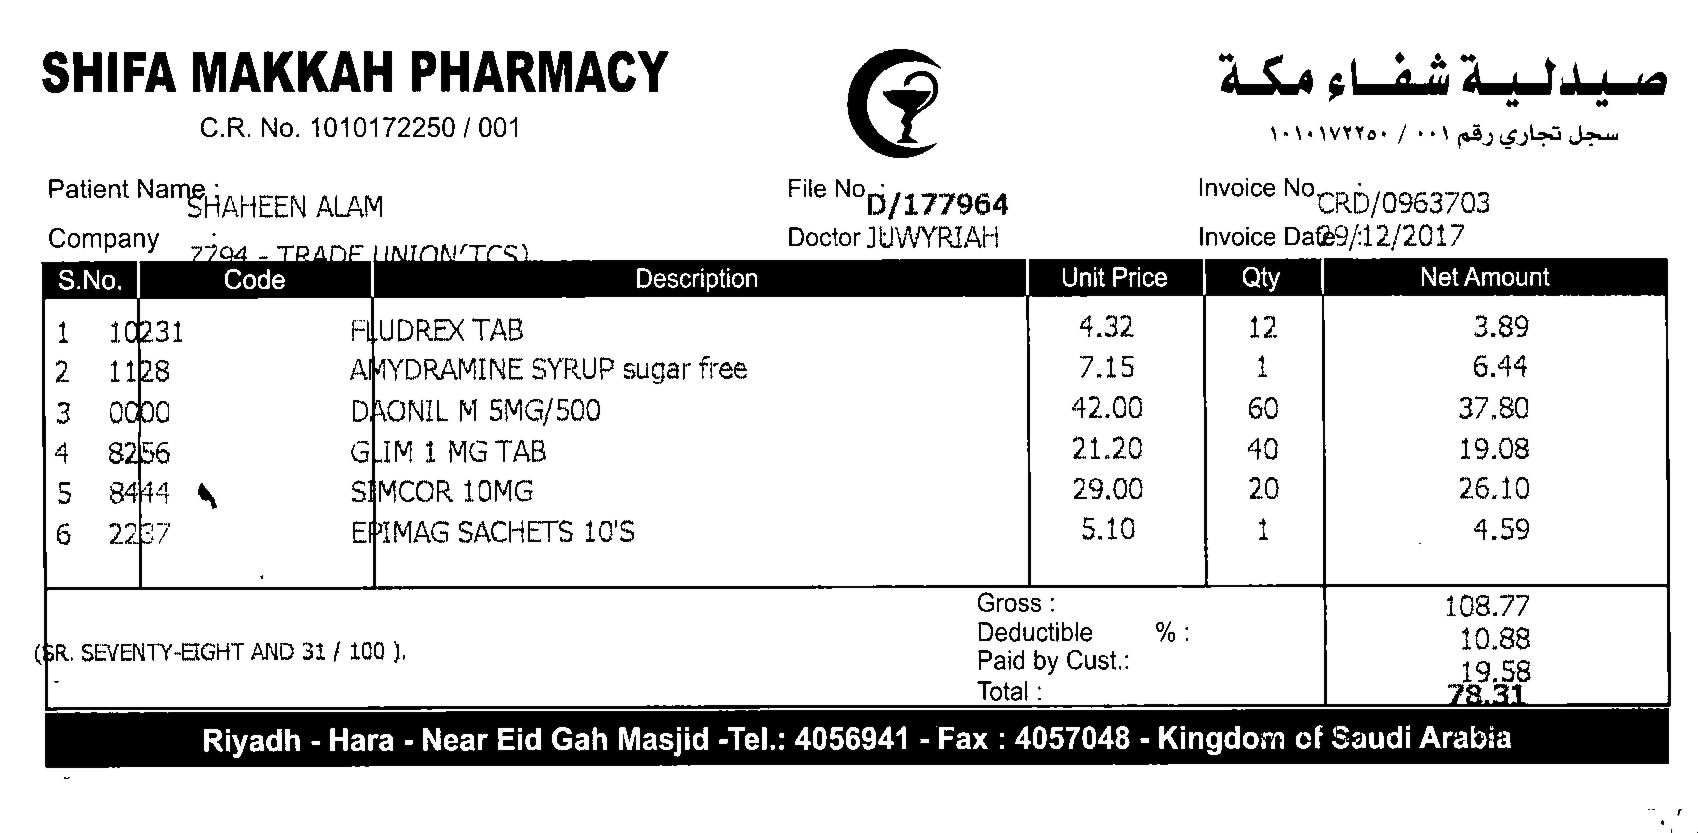 SHIFA MAKKAH PHARMACY
صيدلية شفاء مكة
C.R. No. 1010172250 / 001
سجل تجاري رقم ٠٠١ / ١٠١٠١٧٢٢٥٠
Patient Name : SHAHEEN ALAM File No : D/177964 Invoice No. : CRD/0963703
Company : 7794 - TRADE UNION(TCS) Doctor JUWYRIAH Invoice Date : 29/12/2017
S.No. Code Description Unit Price Qty Net Amount
1 10231 FLUDREX TAB 4.32 12 3.89
2 1128 AMYDRAMINE SYRUP sugar free 7.15 1 6.44
3 0000 DAONIL M 5MG/500 42.00 60 37.80
4 8256 GLIM 1 MG TAB 21.20 40 19.08
5 8444 SIMCOR 10MG 29.00 20 26.10
6 2237 EPIMAG SACHETS 10'S 5.10 1 4.59
Gross : 108.77
Deductible % : 10.88
(SR. SEVENTY-EIGHT AND 31 / 100 ).
Paid by Cust.: 19.58
Total : 78.31
Riyadh - Hara - Near Eid Gah Masjid -Tel.: 4056941 - Fax : 4057048 - Kingdom of Saudi Arabia